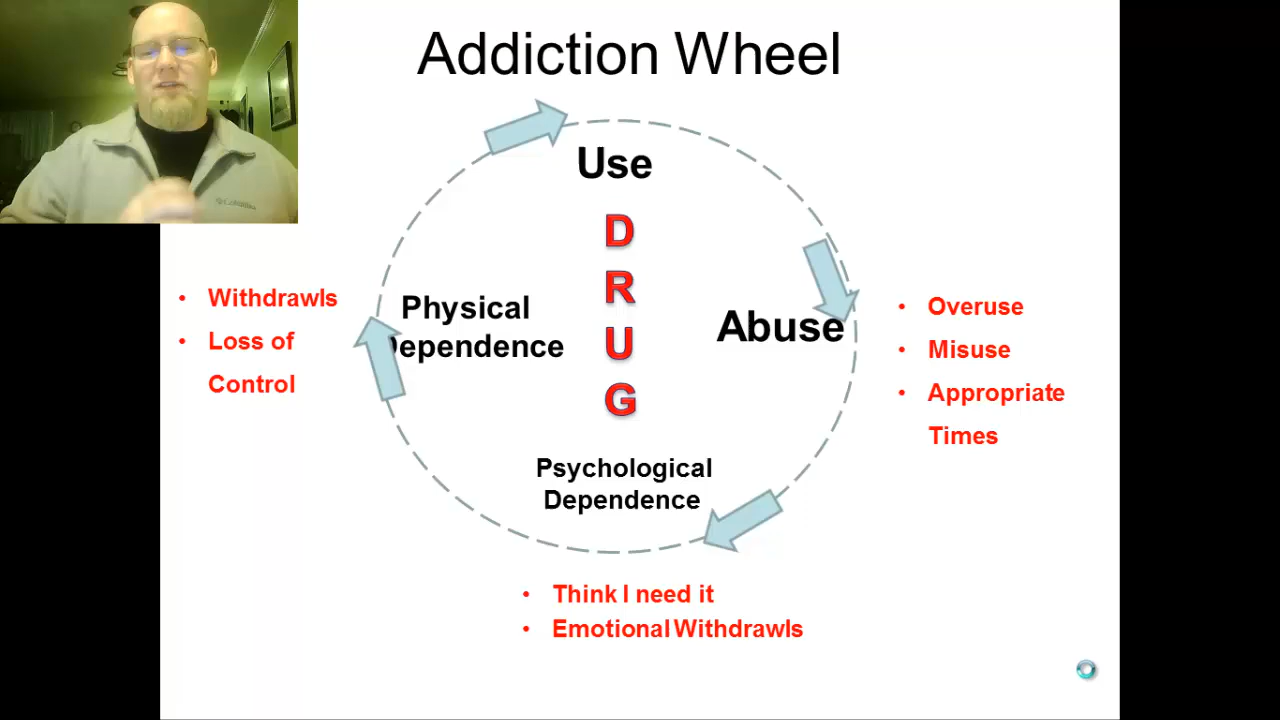 Addiction Wheel
Use
D
R
U
G
Physical
Dependence
Abuse
Psychological
Dependence
• Withdrawls
• Loss of
Control
• Overuse
• Misuse
• Appropriate
Times
• Think I need it
• Emotional Withdrawls
Columbia